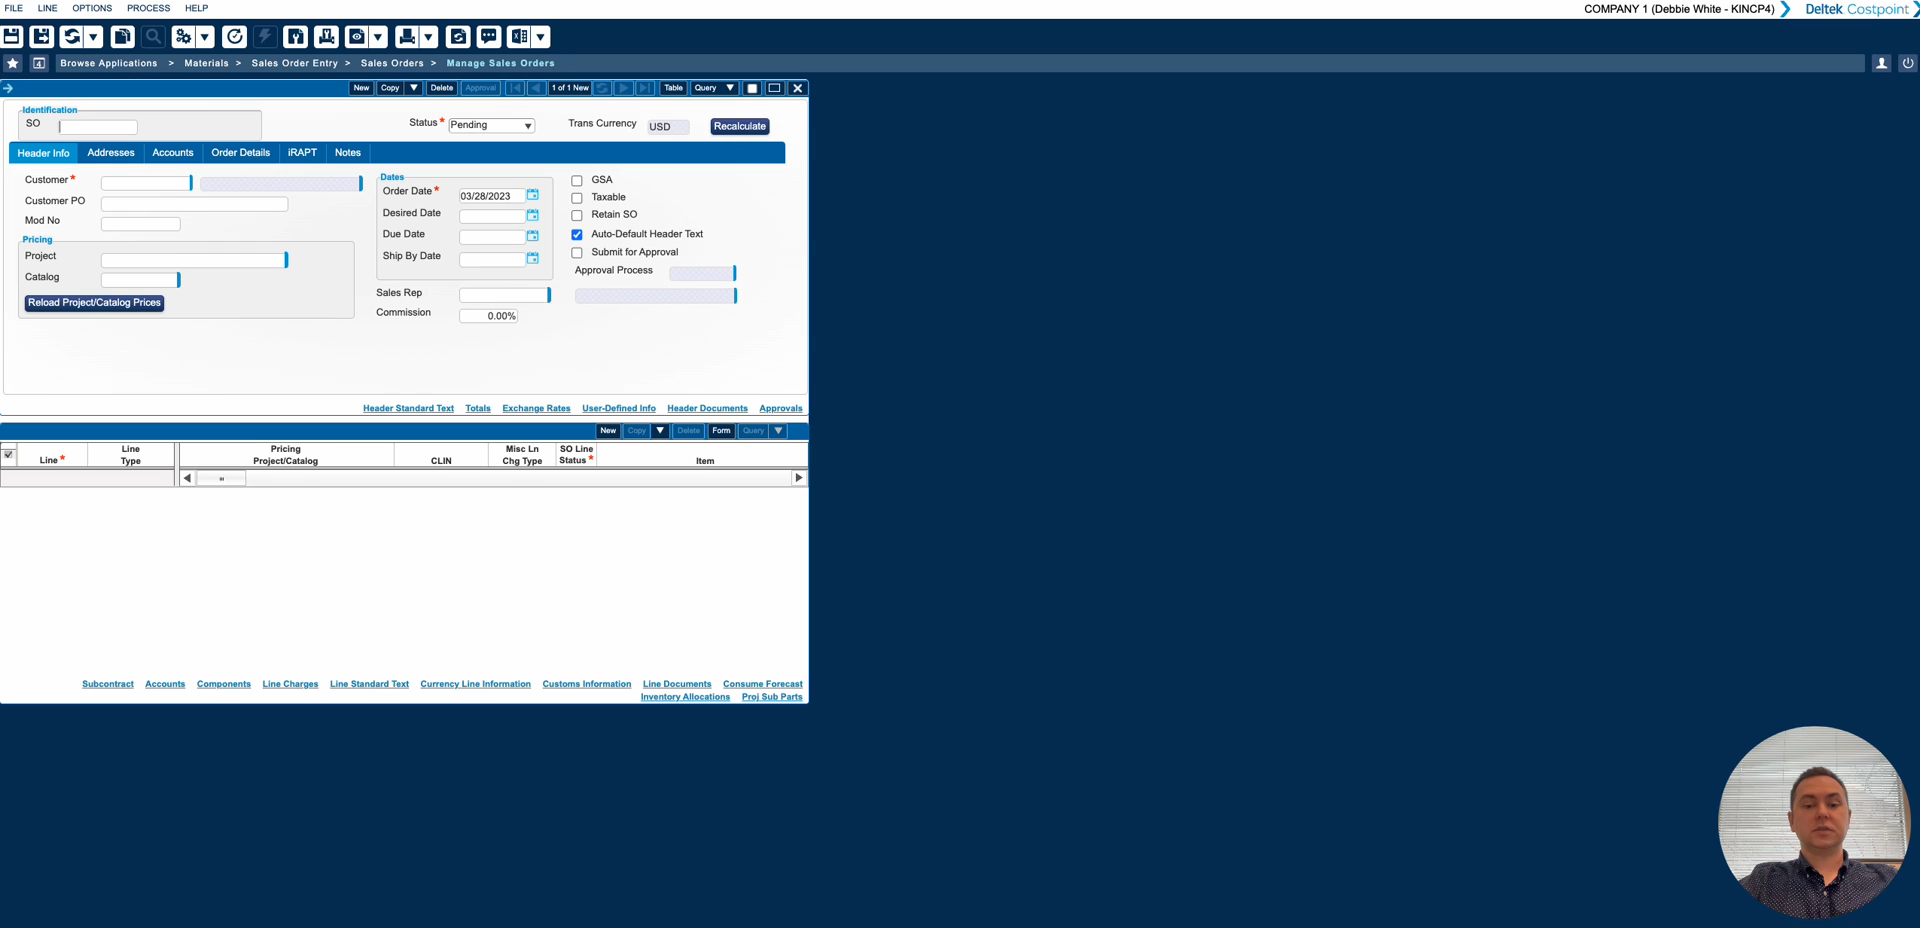 FILE LINE OPTIONS PROCESS HELP
COMPANY 1 (Debbie White - KINCP4) Deltek Costpoint
4 Browse Applications > Materials > Sales Order Entry > Sales Orders > Manage Sales Orders
New Copy Delete Approval 1 of 1 New Table Query
Identification
SO
Status * Pending
Trans Currency USD
Recalculate
Header Info Addresses Accounts Order Details iRAPT Notes
Customer *
Customer PO
Mod No
Pricing
Project
Catalog
Reload Project/Catalog Prices
Dates
Order Date * 03/28/2023
Desired Date
Due Date
Ship By Date
Sales Rep
Commission 0.00%
GSA
Taxable
Retain SO
Auto-Default Header Text
Submit for Approval
Approval Process
Header Standard Text Totals Exchange Rates User-Defined Info Header Documents Approvals
New Copy Delete Form Query
Line *
Line
Type
Pricing
Project/Catalog
CLIN
Misc Ln
Chg Type
SO Line
Status *
Item
Subcontract Accounts Components Line Charges Line Standard Text Currency Line Information Customs Information Line Documents Consume Forecast
Inventory Allocations Proj Sub Parts